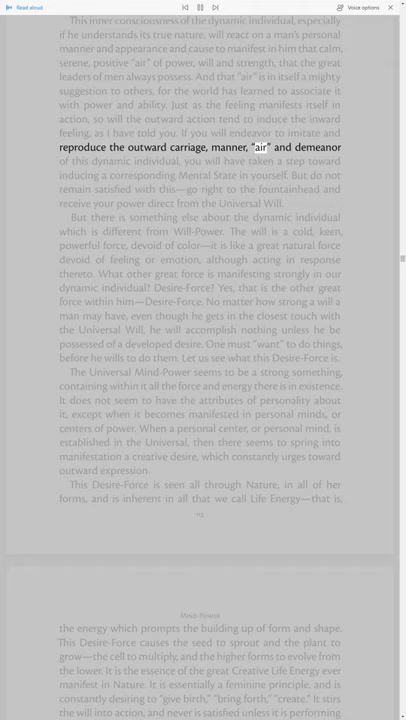 Read aloud
Voice options
This inner consciousness of the dynamic individual, especially
if he understands its true nature, will react on a man's personal
manner and appearance and cause to manifest in him that calm,
serene, positive "air" of power, will and strength, that the great
leaders of men always possess. And that "air" is in itself a mighty
suggestion to others, for the world has learned to associate it
with power and ability. Just as the feeling manifests itself in
action, so will the outward action tend to induce the inward
feeling, as I have told you. If you will endeavor to imitate and
reproduce the outward carriage, manner, "air" and demeanor
of this dynamic individual, you will have taken a step toward
inducing a corresponding Mental State in yourself. But do not
remain satisfied with this—go right to the fountainhead and
receive your power direct from the Universal Will.
But there is something else about the dynamic individual
which is different from Will-Power. The will is a cold, keen,
powerful force, devoid of color—it is like a great natural force
devoid of feeling or emotion, although acting in response
thereto. What other great force is manifesting strongly in our
dynamic individual? Desire-Force? Yes, that is the other great
force within him—Desire-Force. No matter how strong a will a
man may have, even though he gets in the closest touch with
the Universal Will, he will accomplish nothing unless he be
possessed of a developed desire. One must "want" to do things,
before he wills to do them. Let us see what this Desire-Force is.
The Universal Mind-Power seems to be a strong something,
containing within it all the force and energy there is in existence.
It does not seem to have the attributes of personality about
it, except when it becomes manifested in personal minds, or
centers of power. When a personal center, or personal mind, is
established in the Universal, then there seems to spring into
manifestation a creative desire, which constantly urges toward
outward expression.
This Desire-Force is seen all through Nature, in all of her
forms, and is inherent in all that we call Life Energy—that is,
Mind-Power
the energy which prompts the building up of form and shape.
This Desire-Force causes the seed to sprout and the plant to
grow—the cell to multiply, and the higher forms to evolve from
the lower. It is the essence of the great Creative Life Energy ever
manifest in Nature. It is essentially a feminine principle, and is
constantly desiring to "give birth," "bring forth," "create." It stirs
the will into action, and never is satisfied unless it is performing